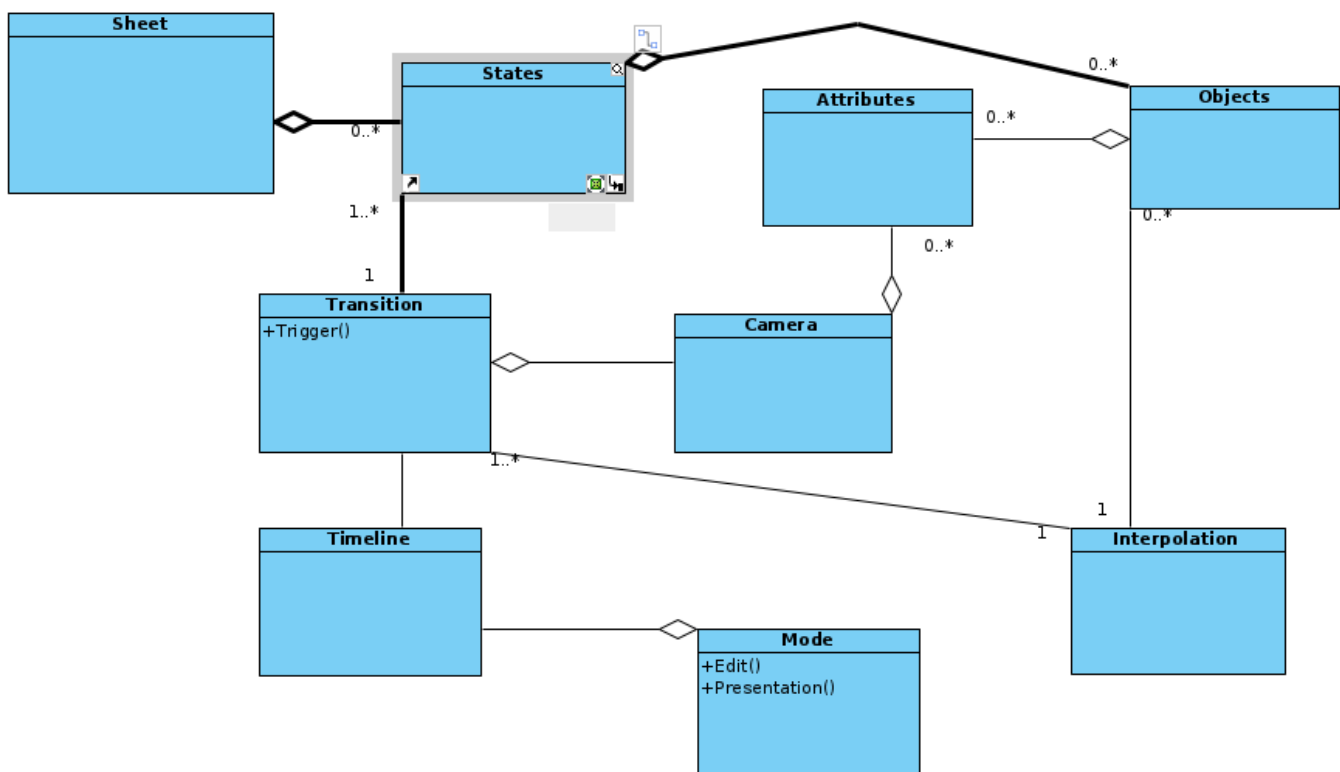 Sheet
States
0..*
Attributes
Objects
0..*
0..*
1..*
0..*
0..*
1
Transition
+Trigger()
Camera
1..*
1
1
Timeline
Interpolation
Mode
+Edit()
+Presentation()